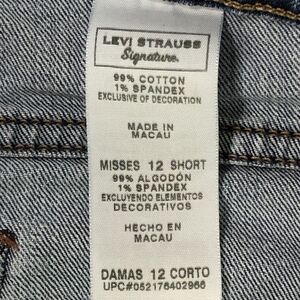 LEVI STRAUSS
Signature.
99% COTTON
1% SPANDEX
EXCLUSIVE OF DECORATION
MADE IN
MACAU
MISSES 12 SHORT
99% ALGODÓN
1% SPANDEX
EXCLUYENDO ELEMENTOS
DECORATIVOS
HECHO EN
MACAU
DAMAS 12 CORTO
UPC#052176402966